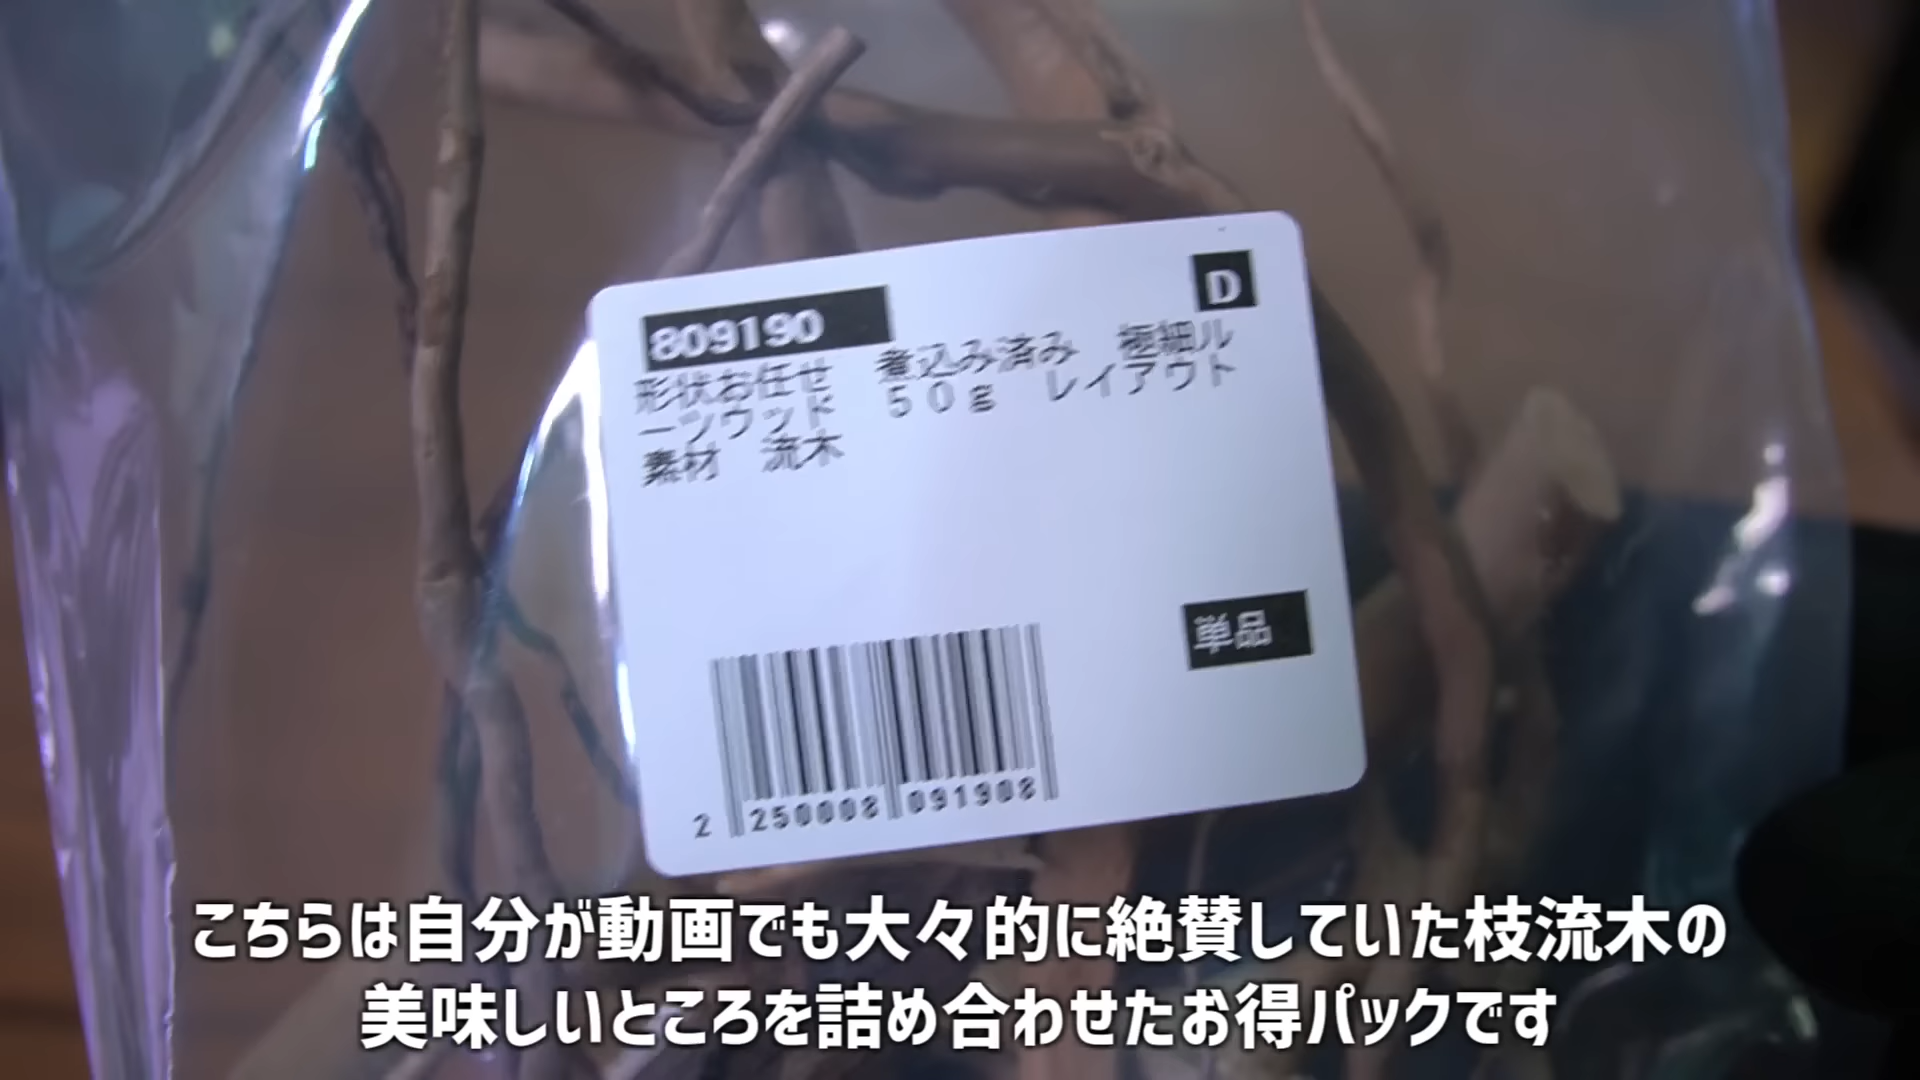 D
809190
形状お任せ　煮込み済み　極細ル
ーツウッド　５０ｇ　レイアウト
素材　流木
単品
2 250008 091908
こちらは自分が動画でも大々的に絶賛していた枝流木の
美味しいところを詰め合わせたお得パックです